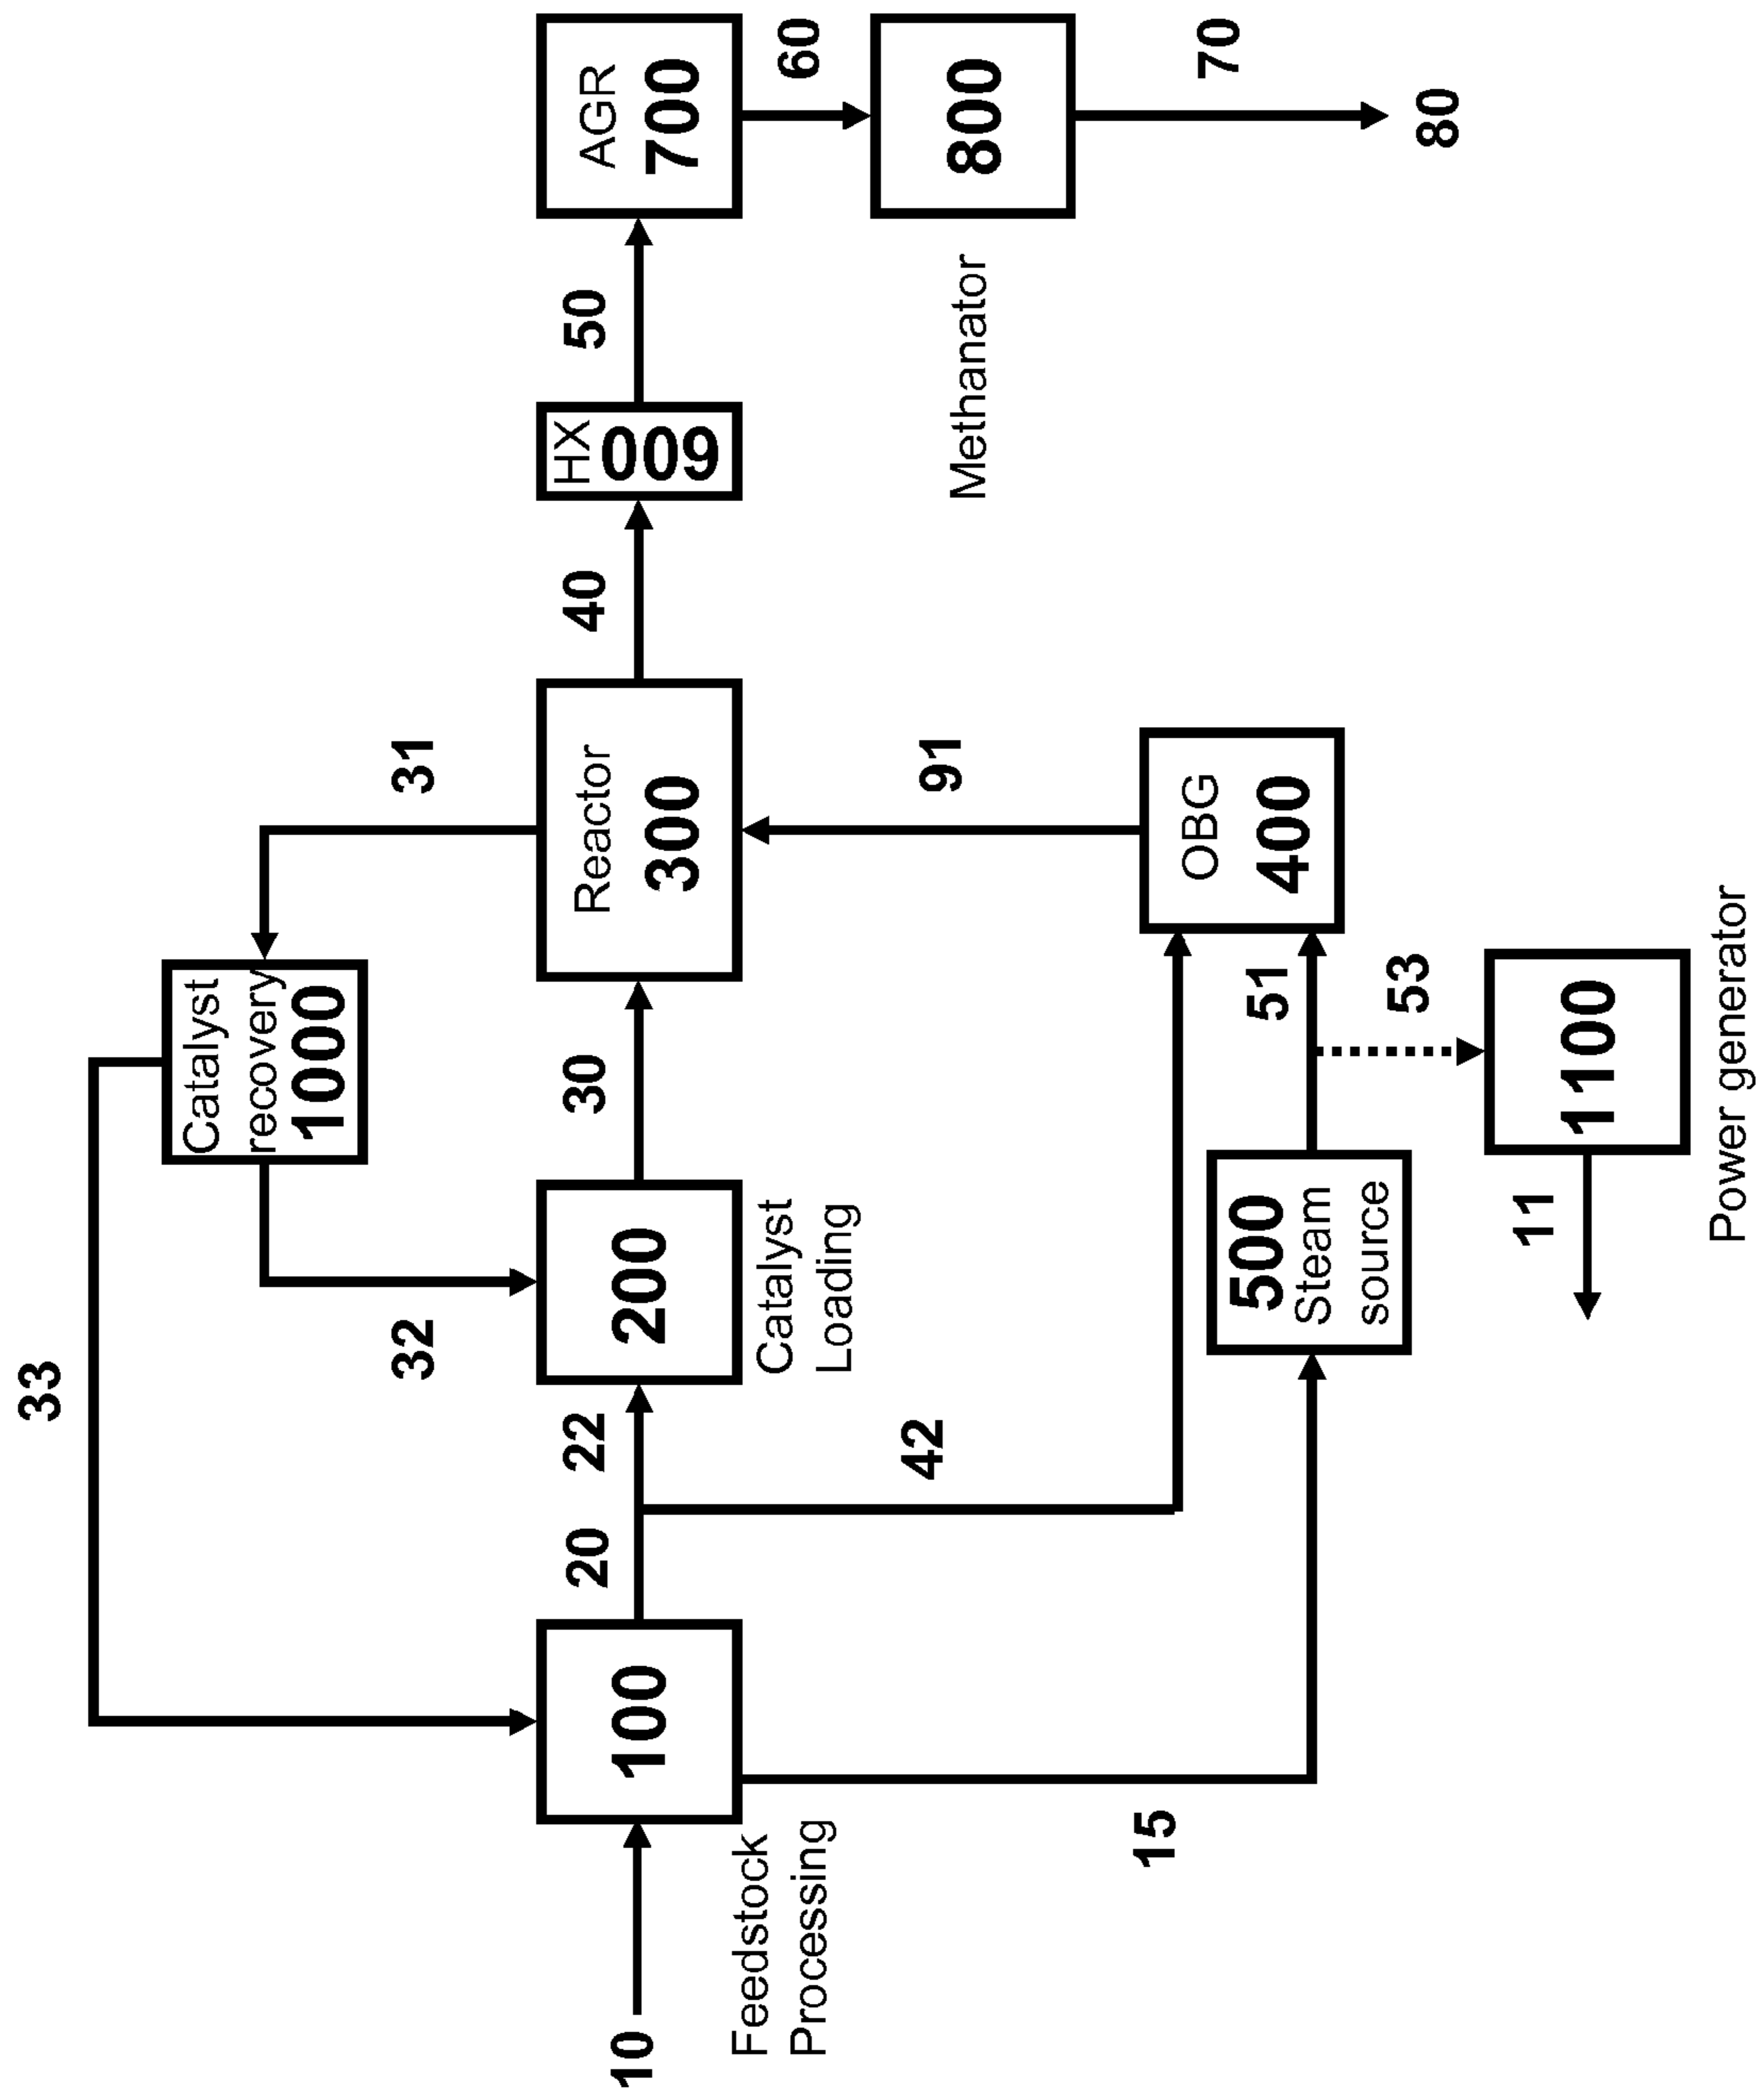 33
Catalyst
recovery
1000
32
31
10
100
Feedstock
Processing
20
22
200
Catalyst
Loading
30
Reactor
300
40
HX
600
50
AGR
700
60
800
Methanator
70
80
42
91
15
500
Steam
source
51
OBG
400
53
11
1100
Power generator